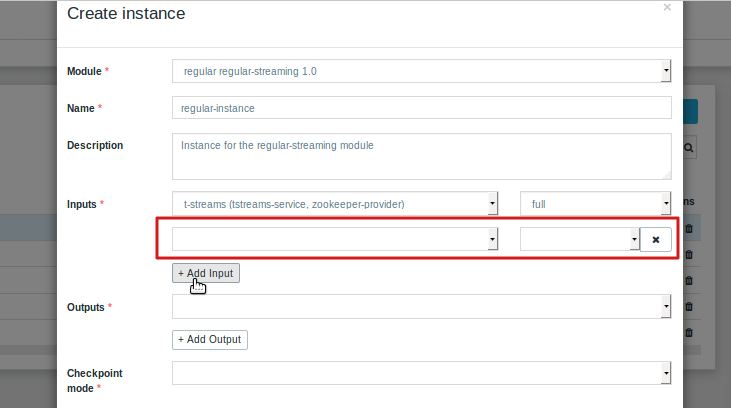 Create instance ×
Module * regular regular-streaming 1.0
Name * regular-instance
Description Instance for the regular-streaming module
Inputs * t-streams (tstreams-service, zookeeper-provider) full
+ Add Input
Outputs *
+ Add Output
Checkpoint
mode *
ns